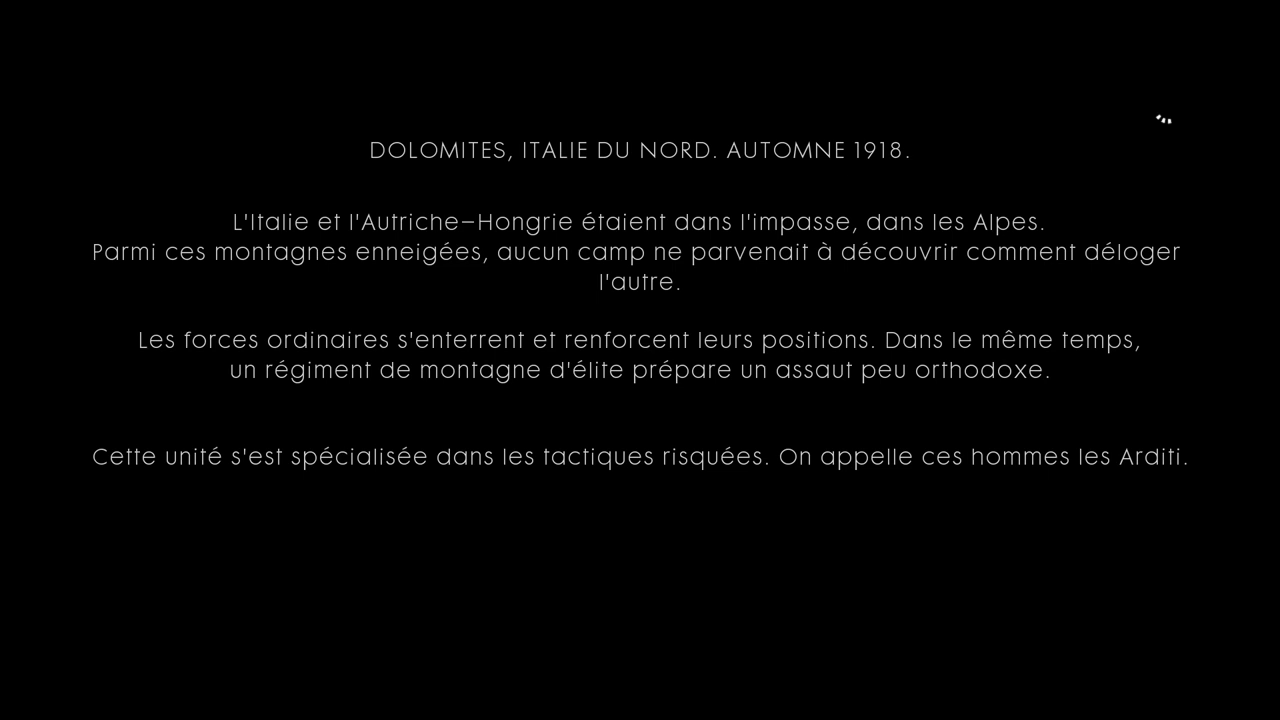 DOLOMITES, ITALIE DU NORD. AUTOMNE 1918.
L'Italie et l'Autriche-Hongrie étaient dans l'impasse, dans les Alpes.
Parmi ces montagnes enneigées, aucun camp ne parvenait à découvrir comment déloger
l'autre.
Les forces ordinaires s'enterrent et renforcent leurs positions. Dans le même temps,
un régiment de montagne d'élite prépare un assaut peu orthodoxe.
Cette unité s'est spécialisée dans les tactiques risquées. On appelle ces hommes les Arditi.